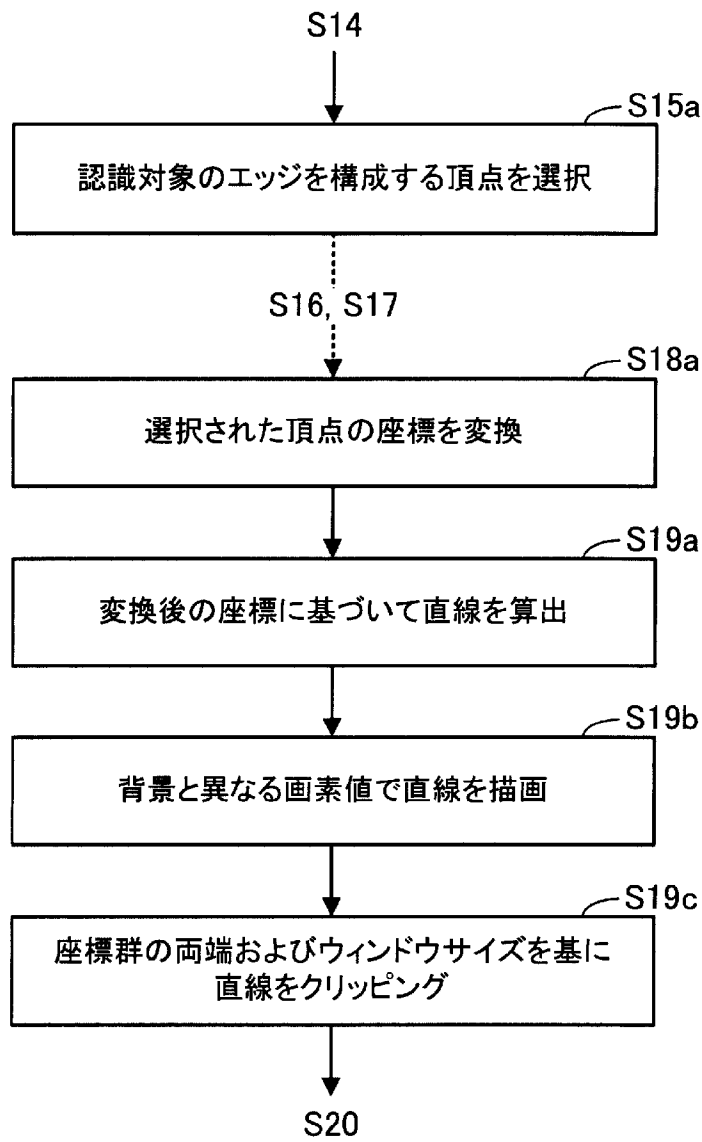 S14
S15a
認識対象のエッジを構成する頂点を選択
S16, S17
S18a
選択された頂点の座標を変換
S19a
変換後の座標に基づいて直線を算出
S19b
背景と異なる画素値で直線を描画
S19c
座標群の両端およびウィンドウサイズを基に
直線をクリッピング
S20